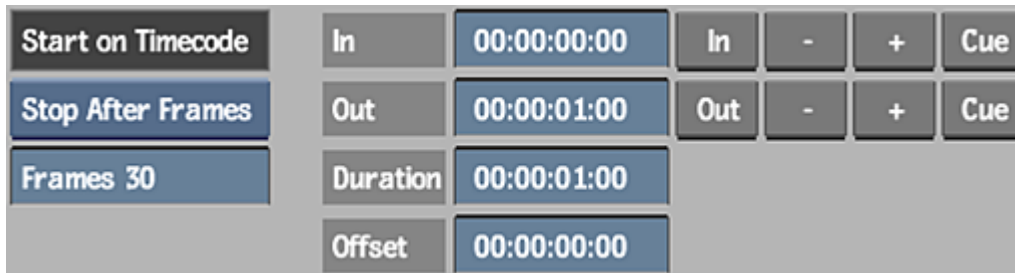 Start on Timecode In 00:00:00:00 In - + Cue
Stop After Frames Out 00:00:01:00 Out - + Cue
Frames 30 Duration 00:00:01:00
Offset 00:00:00:00